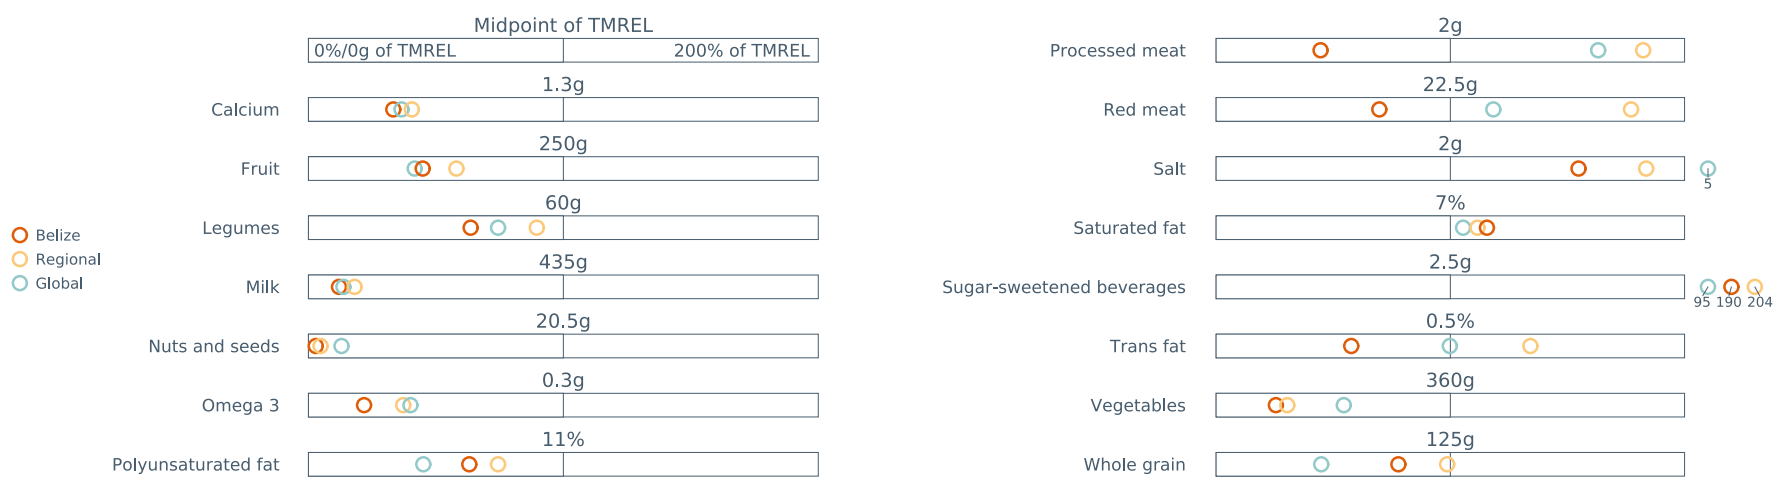 Midpoint of TMREL
0%/0g of TMREL
200% of TMREL
1.3g
Calcium
250g
Fruit
60g
Legumes
435g
Milk
20.5g
Nuts and seeds
0.3g
Omega 3
11%
Polyunsaturated fat
Belize
Regional
Global
2g
Processed meat
22.5g
Red meat
2g
Salt
5
7%
Saturated fat
2.5g
Sugar-sweetened beverages
95 190 204
0.5%
Trans fat
360g
Vegetables
125g
Whole grain